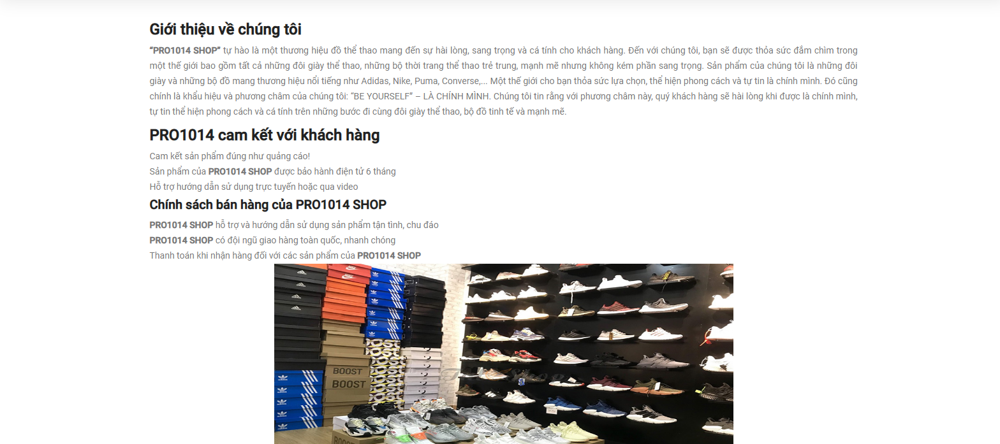 Giới thiệu về chúng tôi
“PRO1014 SHOP” tự hào là một thương hiệu đồ thể thao mang đến sự hài lòng, sang trọng và cá tính cho khách hàng. Đến với chúng tôi, bạn sẽ được thỏa sức đắm chìm trong
một thế giới bao gồm tất cả những đôi giày thể thao, những bộ thời trang thể thao trẻ trung, mạnh mẽ nhưng không kém phần sang trọng. Sản phẩm của chúng tôi là những đôi
giày và những bộ đồ mang thương hiệu nổi tiếng như Adidas, Nike, Puma, Converse,... Một thế giới cho bạn thỏa sức lựa chọn, thể hiện phong cách và tự tin là chính mình. Đó cũng
chính là khẩu hiệu và phương châm của chúng tôi: “BE YOURSELF” – LÀ CHÍNH MÌNH. Chúng tôi tin rằng với phương châm này, quý khách hàng sẽ hài lòng khi được là chính mình,
tự tin thể hiện phong cách và cá tính trên những bước đi cùng đôi giày thể thao, bộ đồ tinh tế và mạnh mẽ.
PRO1014 cam kết với khách hàng
Cam kết sản phẩm đúng như quảng cáo!
Sản phẩm của PRO1014 SHOP được bảo hành điện tử 6 tháng
Hỗ trợ hướng dẫn sử dụng trực tuyến hoặc qua video
Chính sách bán hàng của PRO1014 SHOP
PRO1014 SHOP hỗ trợ và hướng dẫn sử dụng sản phẩm tận tình, chu đáo
PRO1014 SHOP có đội ngũ giao hàng toàn quốc, nhanh chóng
Thanh toán khi nhận hàng đối với các sản phẩm của PRO1014 SHOP
BOOST
BOOST
BOOST